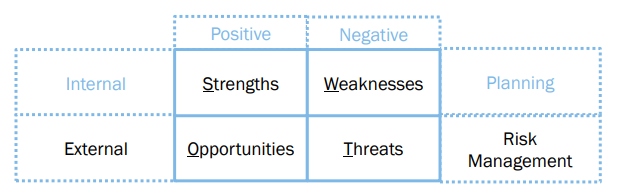 Positive Negative
Internal Strengths Weaknesses Planning
External Opportunities Threats Risk
Management